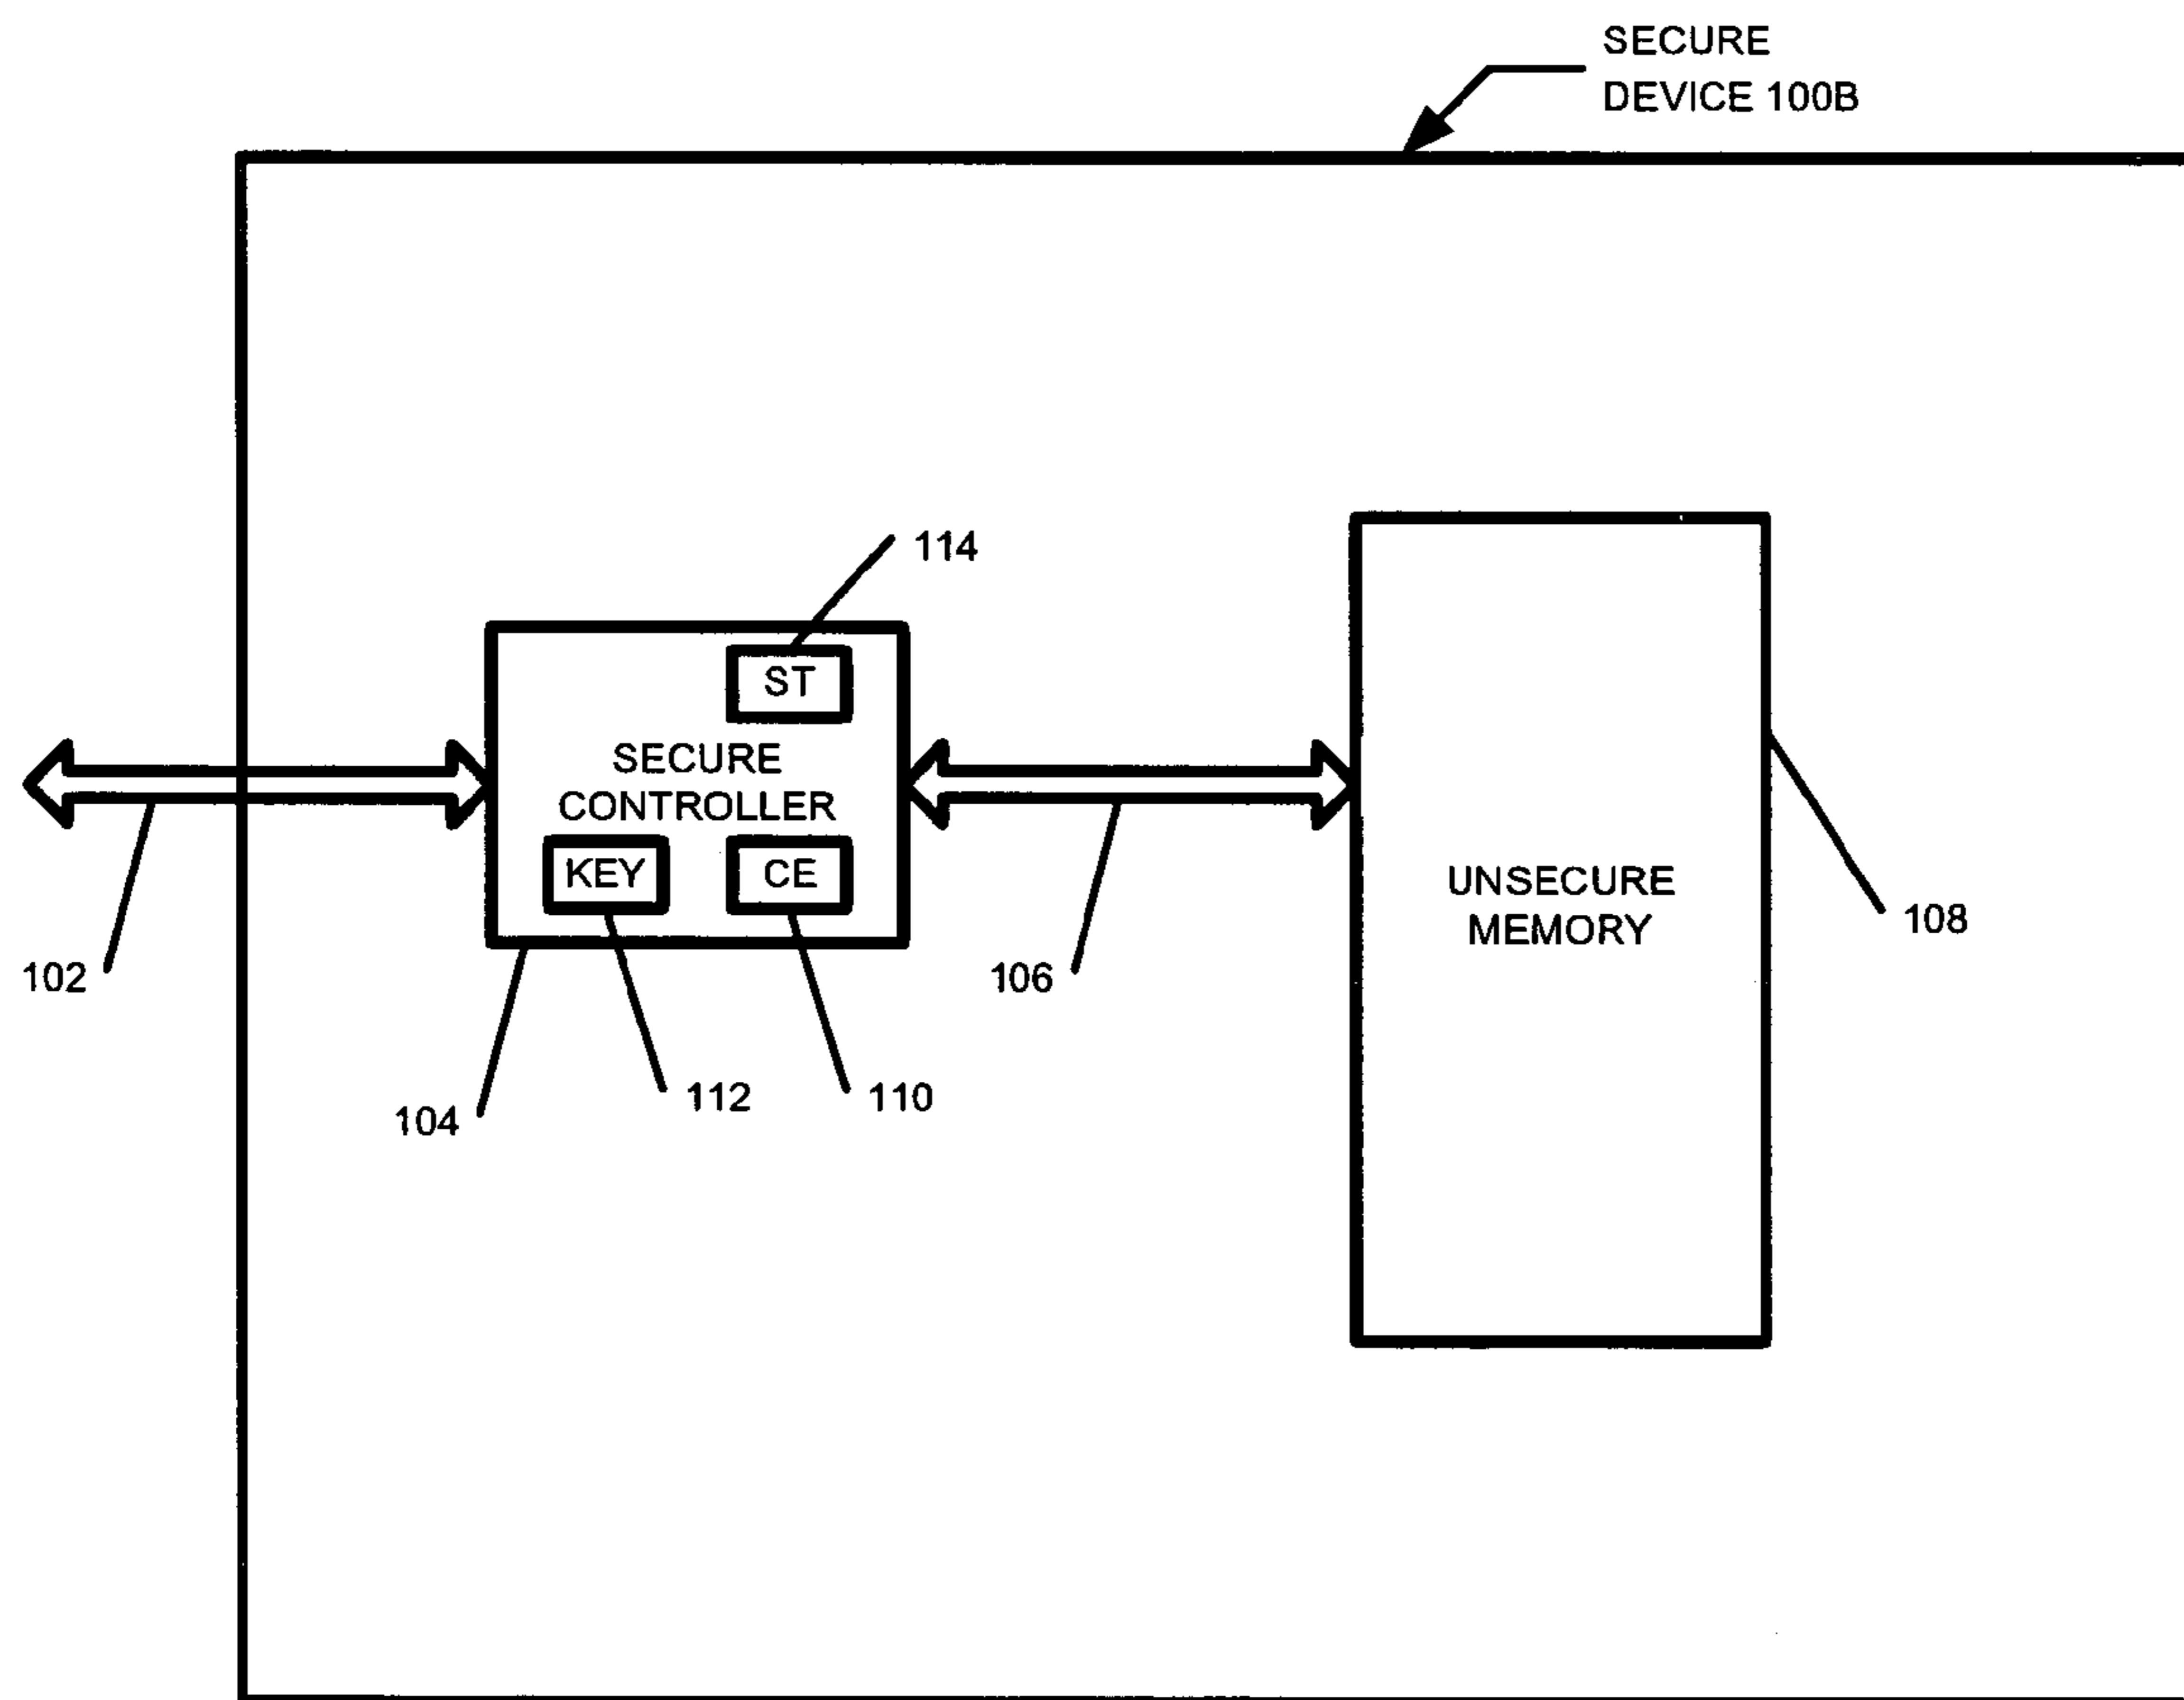 SECURE
DEVICE 100B
114
ST
SECURE
CONTROLLER
KEY
CE
UNSECURE
MEMORY
108
102
106
104
112
110